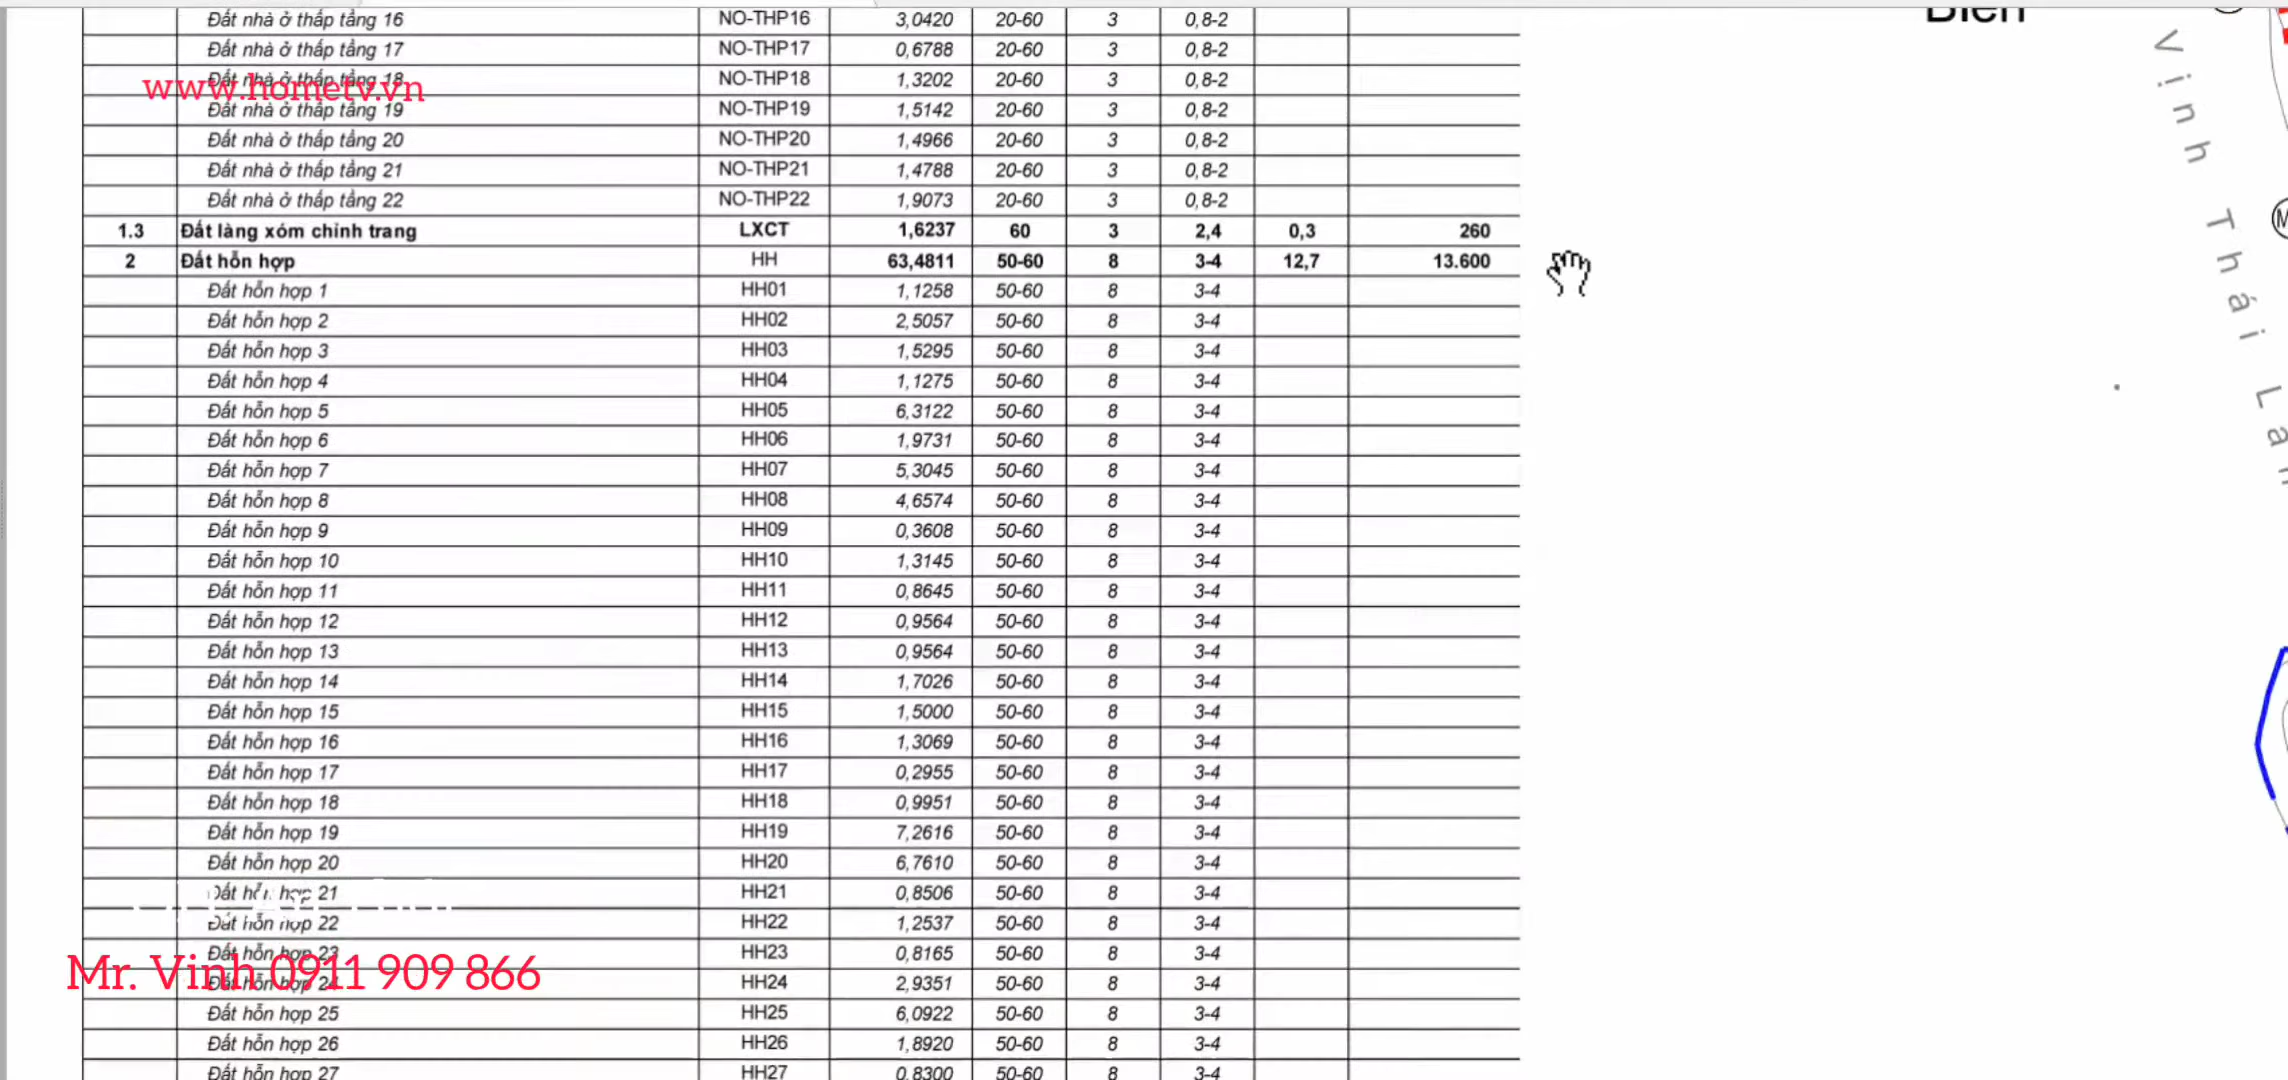 Đất nhà ở thấp tầng 16 NO-THP16 3,0420 20-60 3 0,8-2
Đất nhà ở thấp tầng 17 NO-THP17 0,6788 20-60 3 0,8-2
Đất nhà ở thấp tầng 18 NO-THP18 1,3202 20-60 3 0,8-2
www.hometv.vn
Đất nhà ở thấp tầng 19 NO-THP19 1,5142 20-60 3 0,8-2
Đất nhà ở thấp tầng 20 NO-THP20 1,4966 20-60 3 0,8-2
Đất nhà ở thấp tầng 21 NO-THP21 1,4788 20-60 3 0,8-2
Đất nhà ở thấp tầng 22 NO-THP22 1,9073 20-60 3 0,8-2
1.3 Đất làng xóm chỉnh trang LXCT 1,6237 60 3 2,4 0,3 260
2 Đất hỗn hợp HH 63,4811 50-60 8 3-4 12,7 13.600
Đất hỗn hợp 1 HH01 1,1258 50-60 8 3-4
Đất hỗn hợp 2 HH02 2,5057 50-60 8 3-4
Đất hỗn hợp 3 HH03 1,5295 50-60 8 3-4
Đất hỗn hợp 4 HH04 1,1275 50-60 8 3-4
Đất hỗn hợp 5 HH05 6,3122 50-60 8 3-4
Đất hỗn hợp 6 HH06 1,9731 50-60 8 3-4
Đất hỗn hợp 7 HH07 5,3045 50-60 8 3-4
Đất hỗn hợp 8 HH08 4,6574 50-60 8 3-4
Đất hỗn hợp 9 HH09 0,3608 50-60 8 3-4
Đất hỗn hợp 10 HH10 1,3145 50-60 8 3-4
Đất hỗn hợp 11 HH11 0,8645 50-60 8 3-4
Đất hỗn hợp 12 HH12 0,9564 50-60 8 3-4
Đất hỗn hợp 13 HH13 0,9564 50-60 8 3-4
Đất hỗn hợp 14 HH14 1,7026 50-60 8 3-4
Đất hỗn hợp 15 HH15 1,5000 50-60 8 3-4
Đất hỗn hợp 16 HH16 1,3069 50-60 8 3-4
Đất hỗn hợp 17 HH17 0,2955 50-60 8 3-4
Đất hỗn hợp 18 HH18 0,9951 50-60 8 3-4
Đất hỗn hợp 19 HH19 7,2616 50-60 8 3-4
Đất hỗn hợp 20 HH20 6,7610 50-60 8 3-4
Đất hỗn hợp 21 HH21 0,8506 50-60 8 3-4
Đất hỗn hợp 22 HH22 1,2537 50-60 8 3-4
Đất hỗn hợp 23 HH23 0,8165 50-60 8 3-4
Mr. Vinh 0911 909 866
Đất hỗn hợp 24 HH24 2,9351 50-60 8 3-4
Đất hỗn hợp 25 HH25 6,0922 50-60 8 3-4
Đất hỗn hợp 26 HH26 1,8920 50-60 8 3-4
Đất hỗn hợp 27 HH27 0,8300 50-60 8 3-4
Vịnh Thái Lan